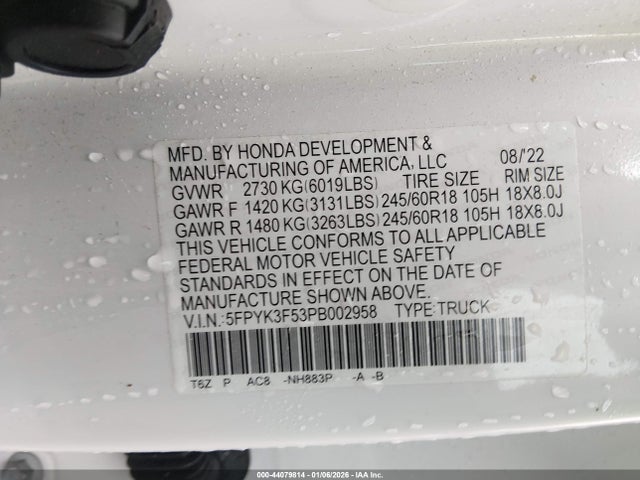 MFD. BY HONDA DEVELOPMENT &
MANUFACTURING OF AMERICA, LLC 08/'22
GVWR 2730 KG(6019LBS) TIRE SIZE RIM SIZE
GAWR F 1420 KG(3131LBS) 245/60R18 105H 18X8.0J
GAWR R 1480 KG(3263LBS) 245/60R18 105H 18X8.0J
THIS VEHICLE CONFORMS TO ALL APPLICABLE
FEDERAL MOTOR VEHICLE SAFETY
STANDARDS IN EFFECT ON THE DATE OF
MANUFACTURE SHOWN ABOVE.
V.I.N.: 5FPYK3F53PB002958 TYPE: TRUCK
T6Z P AC8 -NH883P -A -B
000-44079814 | 01/06/2026 - Copyright IAA, Inc.